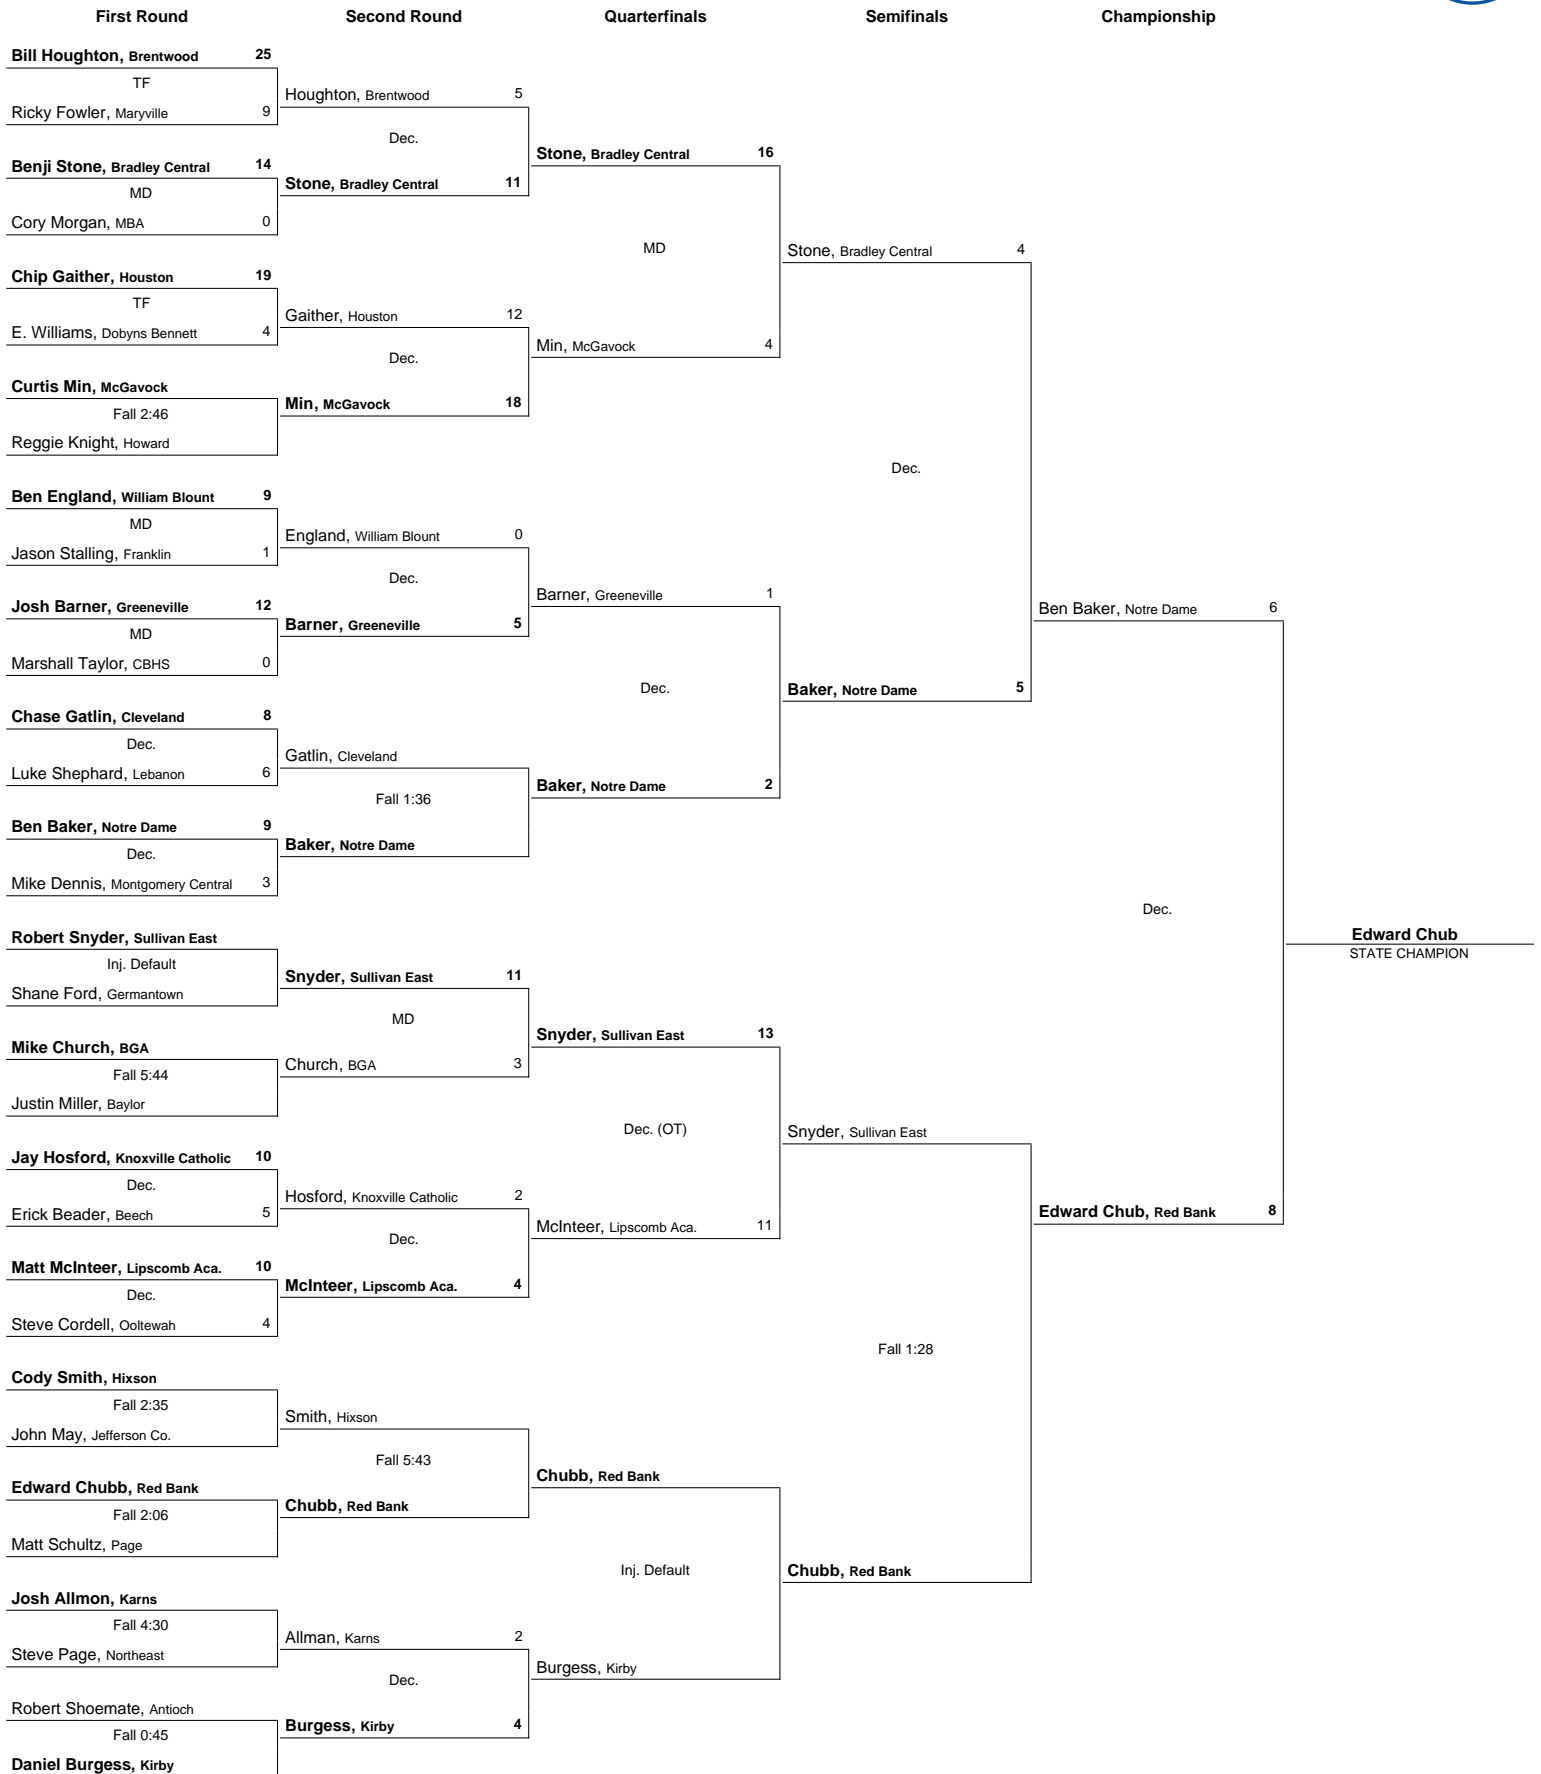 First Round Second Round Quarterfinals Semifinals Championship
Bill Houghton, Brentwood 25
TF
Ricky Fowler, Maryville 9
Benji Stone, Bradley Central 14
MD
Cory Morgan, MBA 0
Chip Gaither, Houston 19
TF
E. Williams, Dobyns Bennett 4
Curtis Min, McGavock
Fall 2:46
Reggie Knight, Howard
Ben England, William Blount 9
MD
Jason Stalling, Franklin 1
Josh Barner, Greeneville 12
MD
Marshall Taylor, CBHS 0
Chase Gatlin, Cleveland 8
Dec.
Luke Shephard, Lebanon 6
Ben Baker, Notre Dame 9
Dec.
Mike Dennis, Montgomery Central 3
Robert Snyder, Sullivan East
Inj. Default
Shane Ford, Germantown
Mike Church, BGA
Fall 5:44
Justin Miller, Baylor
Jay Hosford, Knoxville Catholic 10
Dec.
Erick Beader, Beech 5
Matt McInteer, Lipscomb Aca. 10
Dec.
Steve Cordell, Ooltewah 4
Cody Smith, Hixson
Fall 2:35
John May, Jefferson Co.
Edward Chubb, Red Bank
Fall 2:06
Matt Schultz, Page
Josh Allmon, Karns
Fall 4:30
Steve Page, Northeast
Robert Shoemate, Antioch
Fall 0:45
Daniel Burgess, Kirby
Houghton, Brentwood 5
Dec.
Stone, Bradley Central 11
Gaither, Houston 12
Dec.
Min, McGavock 18
England, William Blount 0
Dec.
Barner, Greeneville 5
Gatlin, Cleveland
Fall 1:36
Baker, Notre Dame
Snyder, Sullivan East 11
MD
Church, BGA 3
Hosford, Knoxville Catholic 2
Dec.
McInteer, Lipscomb Aca. 4
Smith, Hixson
Fall 5:43
Chubb, Red Bank
Allman, Karns 2
Dec.
Burgess, Kirby 4
Stone, Bradley Central 16
MD
Min, McGavock 4
Barner, Greeneville 1
Dec.
Baker, Notre Dame 2
Snyder, Sullivan East 13
Dec. (OT)
McInteer, Lipscomb Aca. 11
Chubb, Red Bank
Inj. Default
Burgess, Kirby
Stone, Bradley Central 4
Dec.
Baker, Notre Dame 5
Snyder, Sullivan East
Fall 1:28
Chubb, Red Bank
Ben Baker, Notre Dame 6
Dec.
Edward Chub, Red Bank 8
Edward Chub
STATE CHAMPION